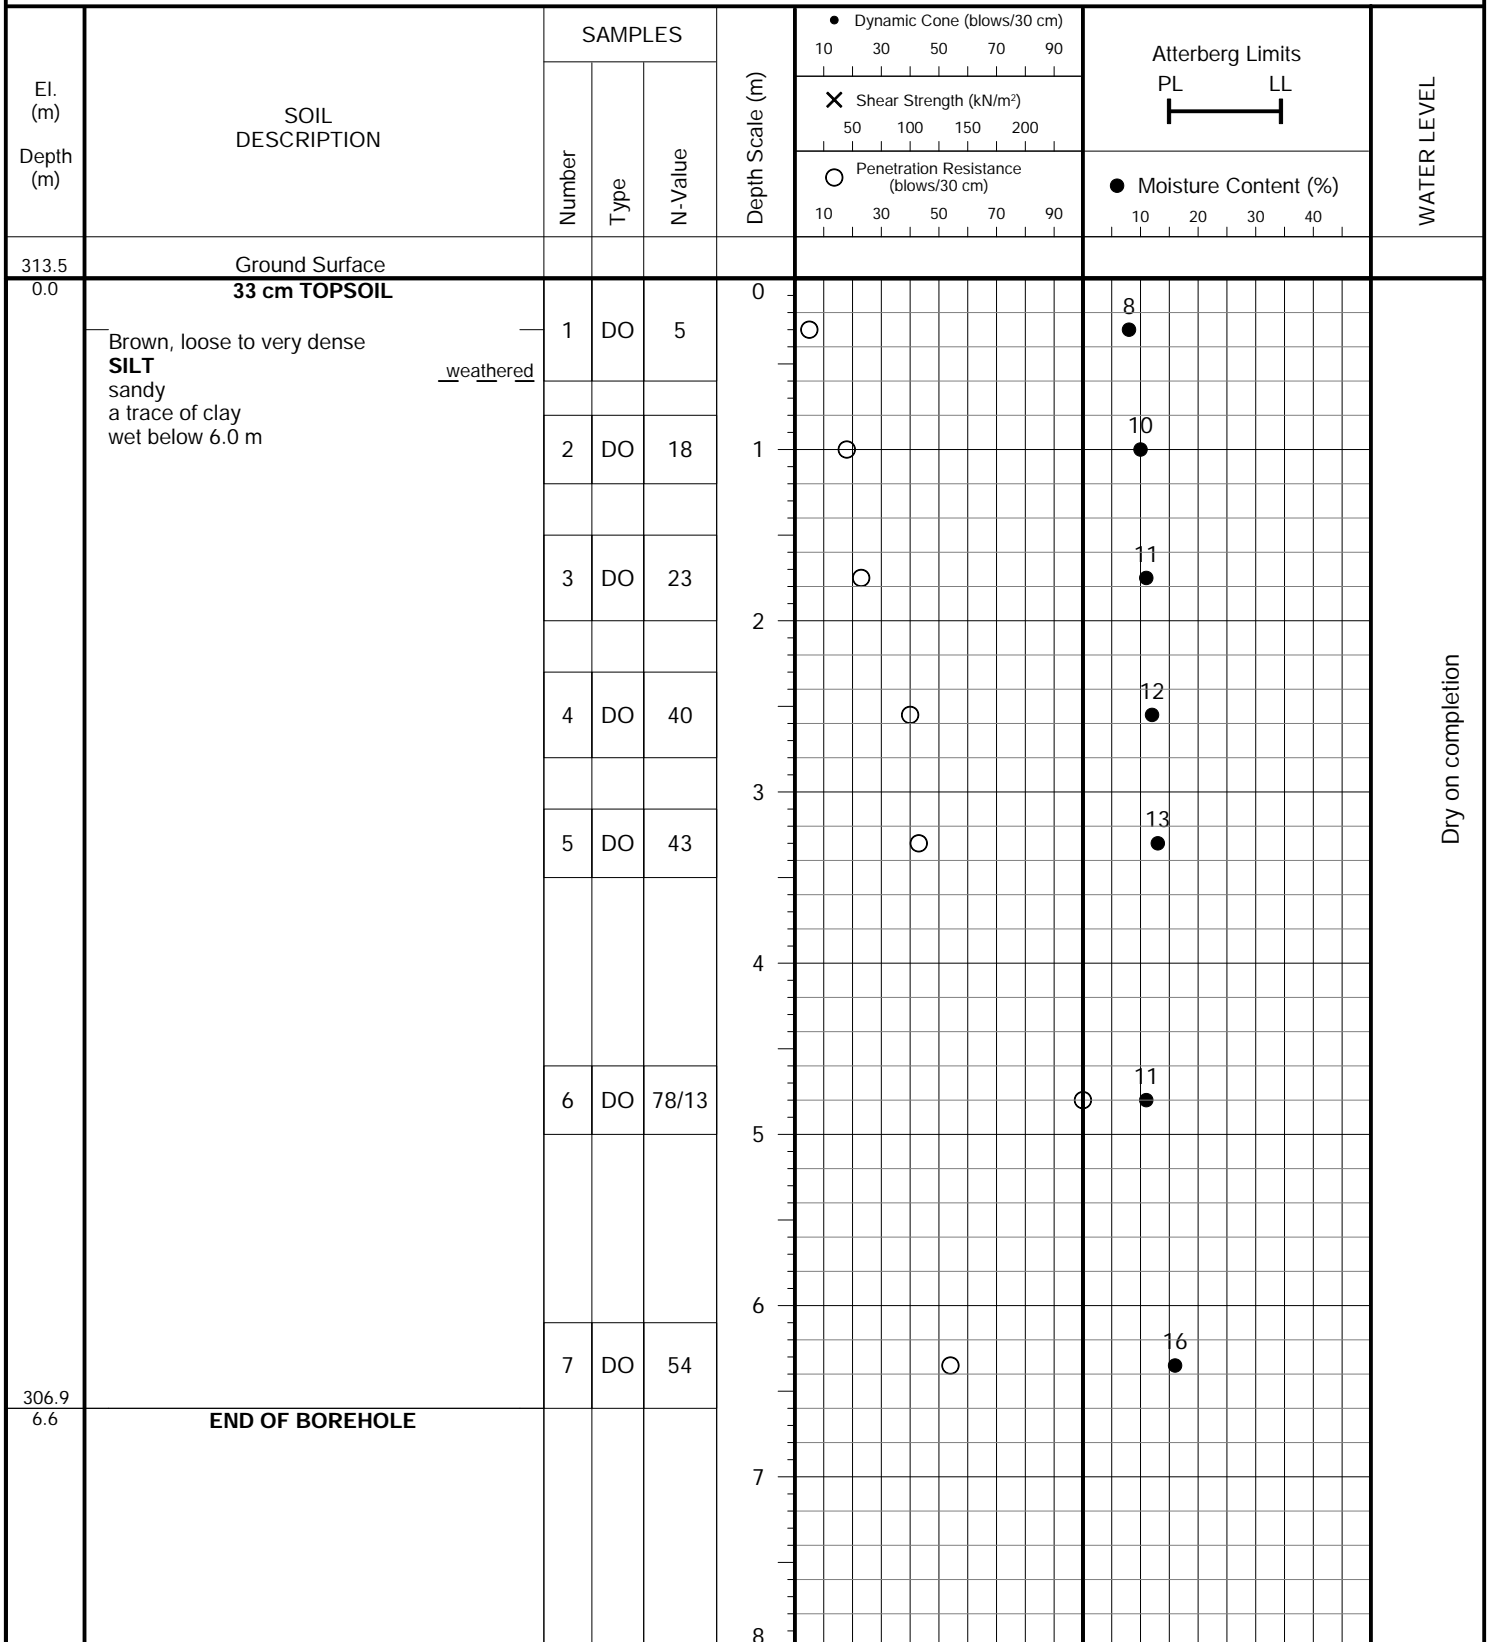 El.
(m)
Depth
(m)
SOIL
DESCRIPTION
SAMPLES
Number
Type
N-Value
Depth Scale (m)
Dynamic Cone (blows/30 cm)
10 30 50 70 90
Shear Strength (kN/m²)
50 100 150 200
Penetration Resistance
(blows/30 cm)
10 30 50 70 90
Atterberg Limits
PL LL
Moisture Content (%)
10 20 30 40
WATER LEVEL
313.5 Ground Surface
0.0 33 cm TOPSOIL 0
8
1 DO 5
Brown, loose to very dense
SILT
weathered
sandy
a trace of clay
wet below 6.0 m
10
2 DO 18 1
11
3 DO 23
2
12
4 DO 40
3
13
5 DO 43
Dry on completion
4
11
6 DO 78/13
5
6
16
7 DO 54
306.9
6.6 END OF BOREHOLE
7
8